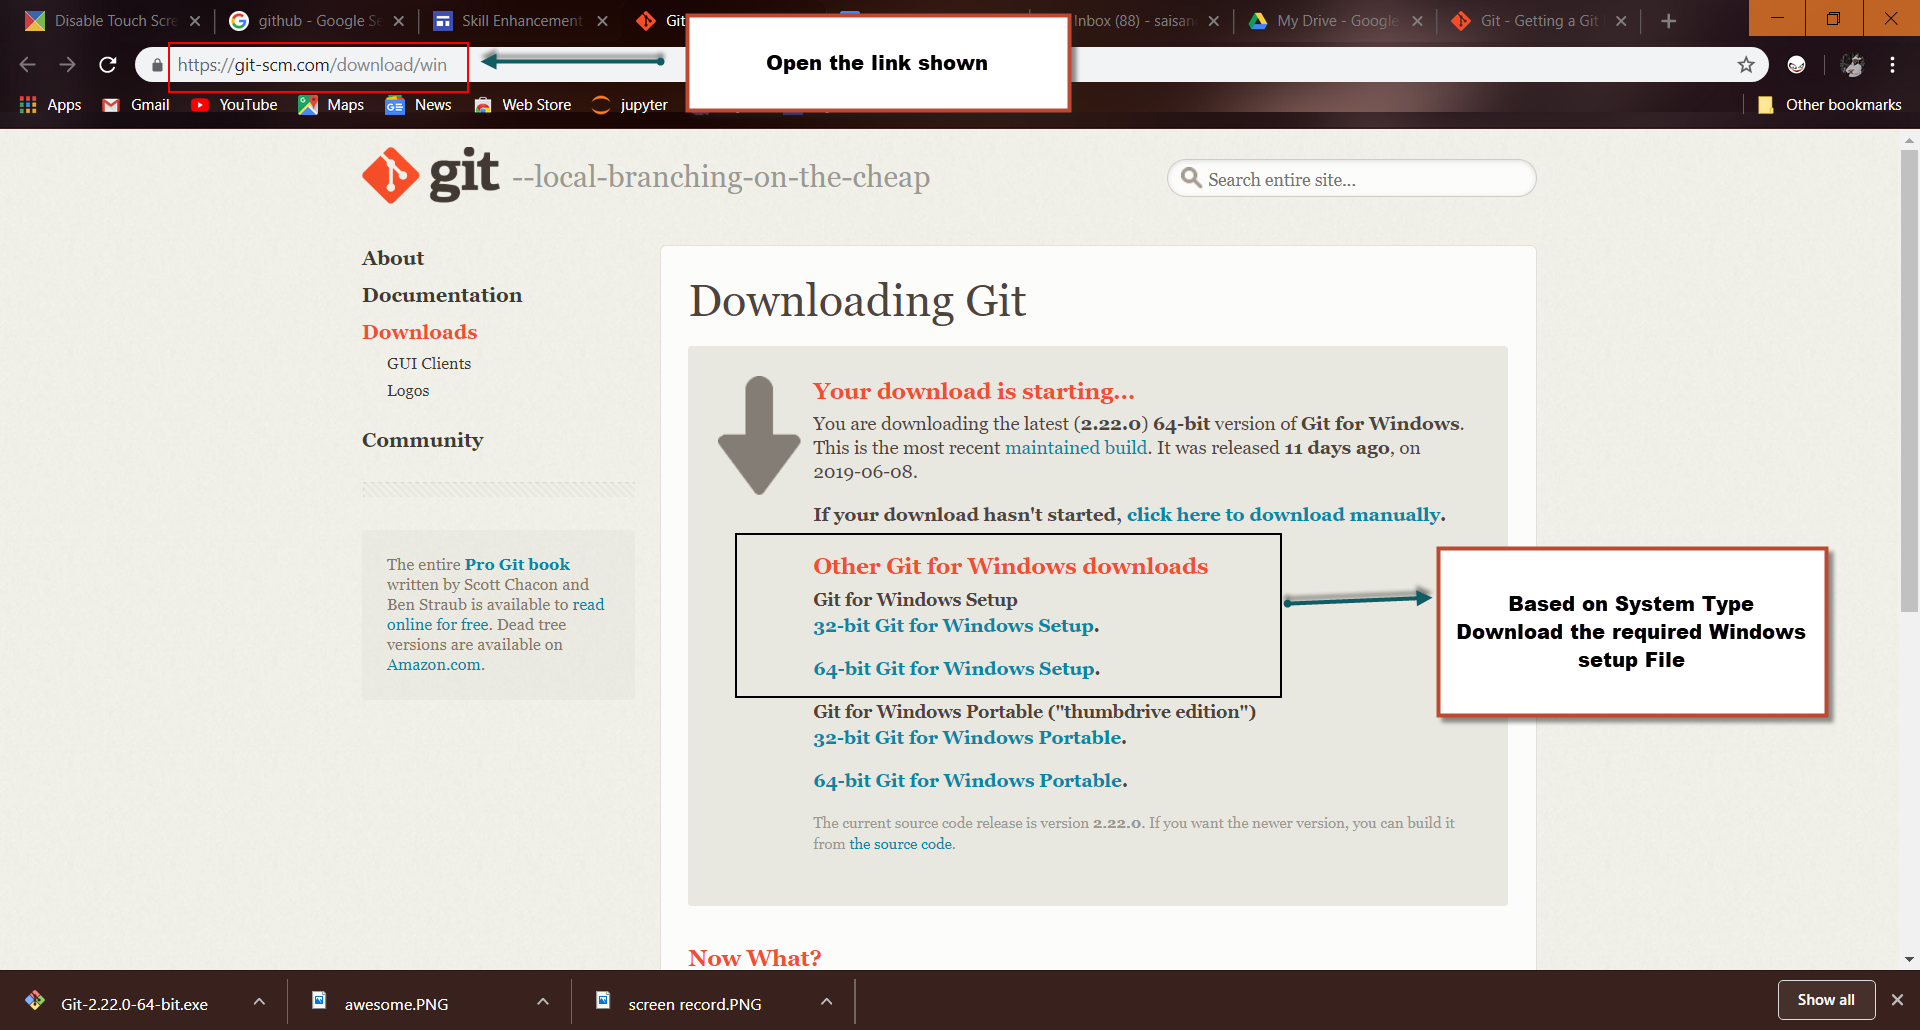 Disable Touch Scre
github - Google Se
Skill Enhancement
Git
Inbox (88) - saisan
My Drive - Google
Git - Getting a Git
https://git-scm.com/download/win
Open the link shown
Apps
Gmail
YouTube
Maps
News
Web Store
jupyter
Other bookmarks
git --local-branching-on-the-cheap
Search entire site...
About
Documentation
Downloads
GUI Clients
Logos
Community
The entire Pro Git book
written by Scott Chacon and
Ben Straub is available to read
online for free. Dead tree
versions are available on
Amazon.com.
Downloading Git
Your download is starting...
You are downloading the latest (2.22.0) 64-bit version of Git for Windows.
This is the most recent maintained build. It was released 11 days ago, on
2019-06-08.
If your download hasn't started, click here to download manually.
Other Git for Windows downloads
Git for Windows Setup
32-bit Git for Windows Setup.
64-bit Git for Windows Setup.
Based on System Type
Download the required Windows
setup File
Git for Windows Portable ("thumbdrive edition")
32-bit Git for Windows Portable.
64-bit Git for Windows Portable.
The current source code release is version 2.22.0. If you want the newer version, you can build it
from the source code.
Now What?
Git-2.22.0-64-bit.exe
awesome.PNG
screen record.PNG
Show all